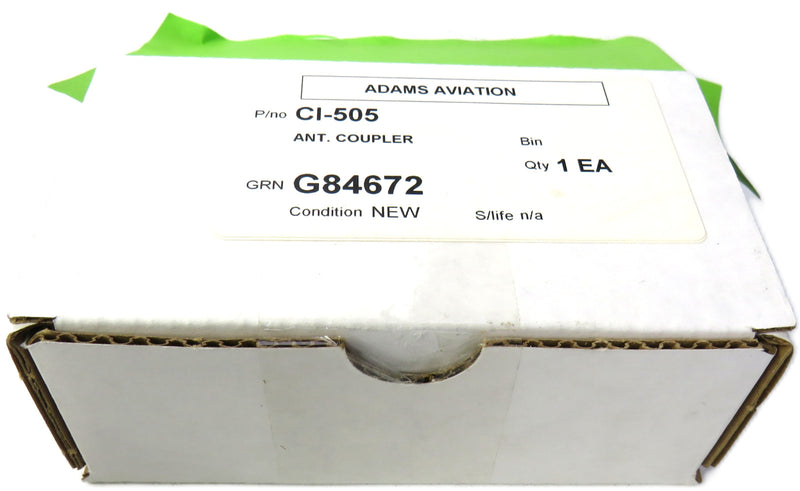 ADAMS AVIATION
P/no CI-505
ANT. COUPLER Bin
Qty 1 EA
GRN G84672
Condition NEW S/life n/a